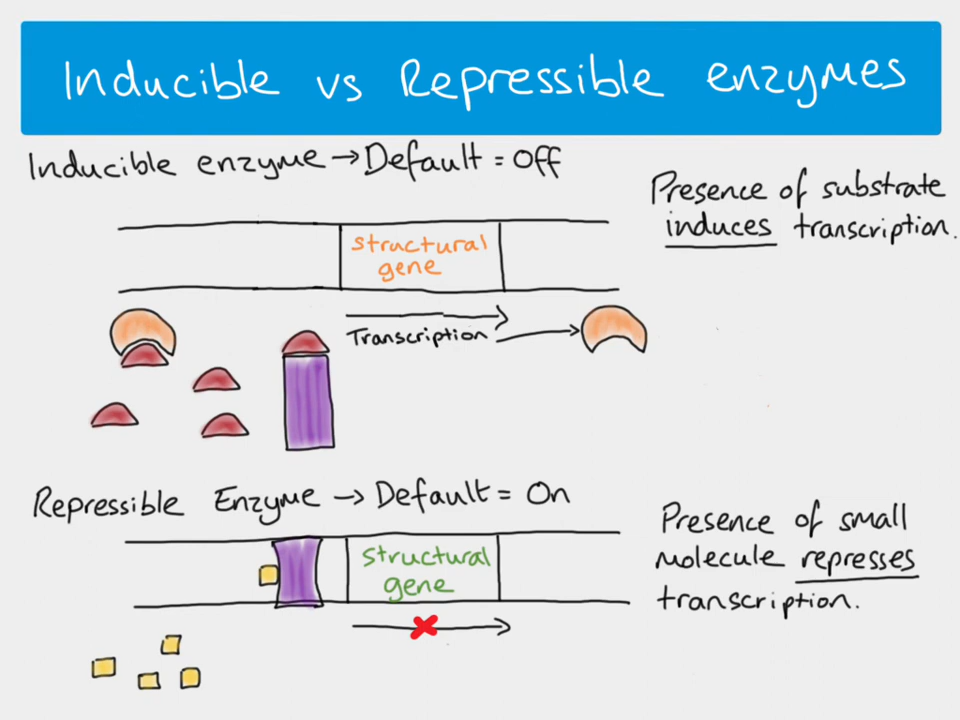 Inducible vs Repressible enzymes
Inducible enzyme → Default = Off
Presence of substrate
induces transcription.
structural
gene
Transcription
Repressible Enzyme → Default = On
Presence of small
molecule represses
transcription.
structural
gene